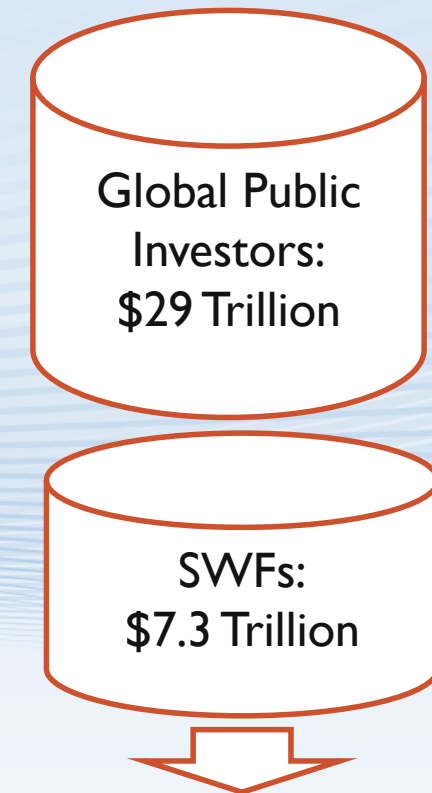 Global Public
Investors:
$29 Trillion
SWFs:
$7.3 Trillion